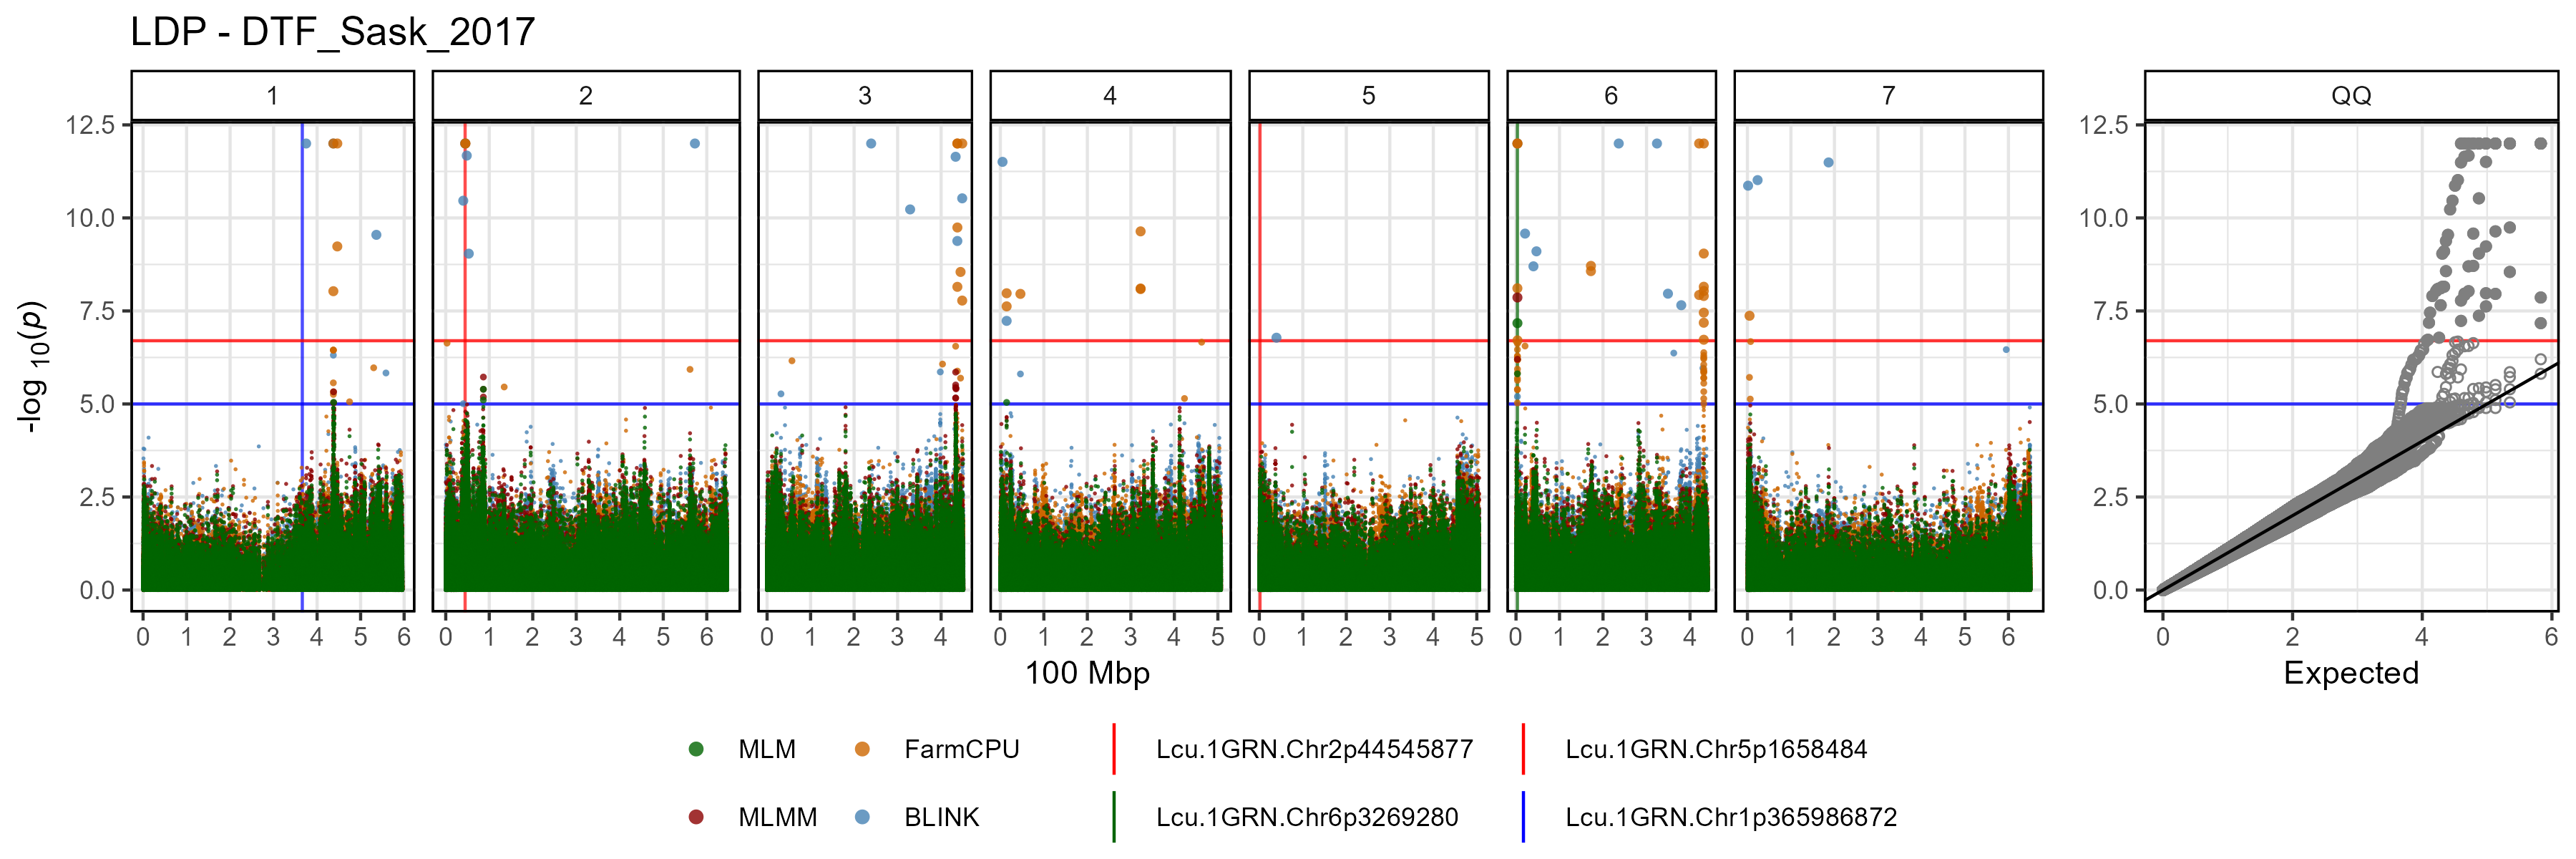 LDP - DTF_Sask_2017
1 2 3 4 5 6 7 QQ
12.5 12.5
10.0 10.0
7.5 7.5
5.0 5.0
2.5 2.5
0.0 0.0
-log 10(p)
0 1 2 3 4 5 6 0 1 2 3 4 5 6 0 1 2 3 4 0 1 2 3 4 5 0 1 2 3 4 5 0 1 2 3 4 0 1 2 3 4 5 6 0 2 4 6
100 Mbp Expected
MLM FarmCPU Lcu.1GRN.Chr2p44545877 Lcu.1GRN.Chr5p1658484
MLMM BLINK Lcu.1GRN.Chr6p3269280 Lcu.1GRN.Chr1p365986872